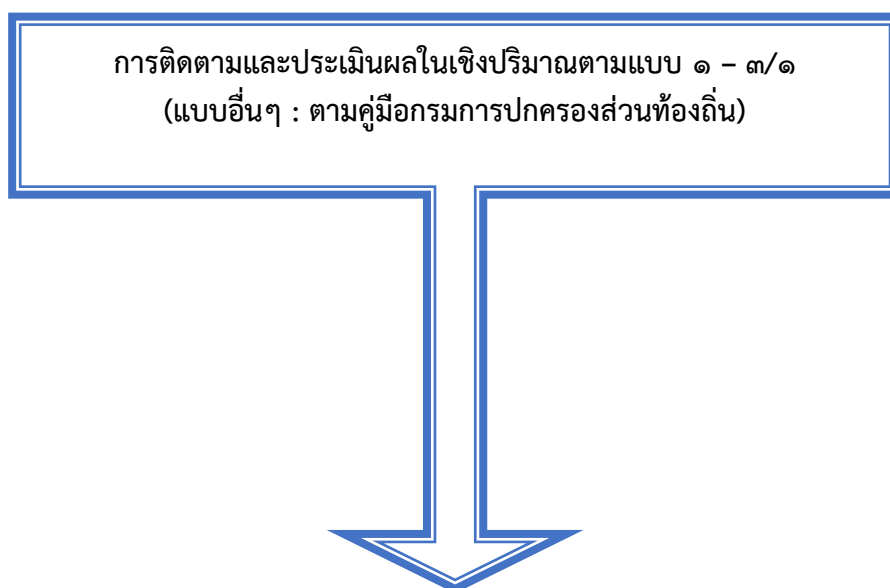 การติดตามและประเมินผลในเชิงปริมาณตามแบบ ๑ – ๓/๑
(แบบอื่นๆ : ตามคู่มือกรมการปกครองส่วนท้องถิ่น)